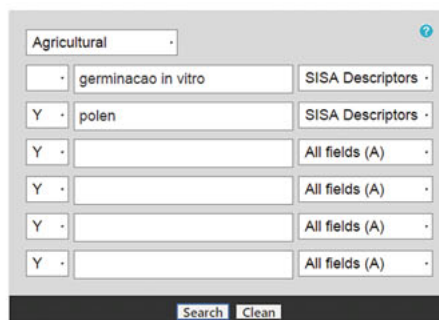 Agricultural
?
germinacao in vitro SISA Descriptors
Y polen SISA Descriptors
Y All fields (A)
Y All fields (A)
Y All fields (A)
Y All fields (A)
Search Clean